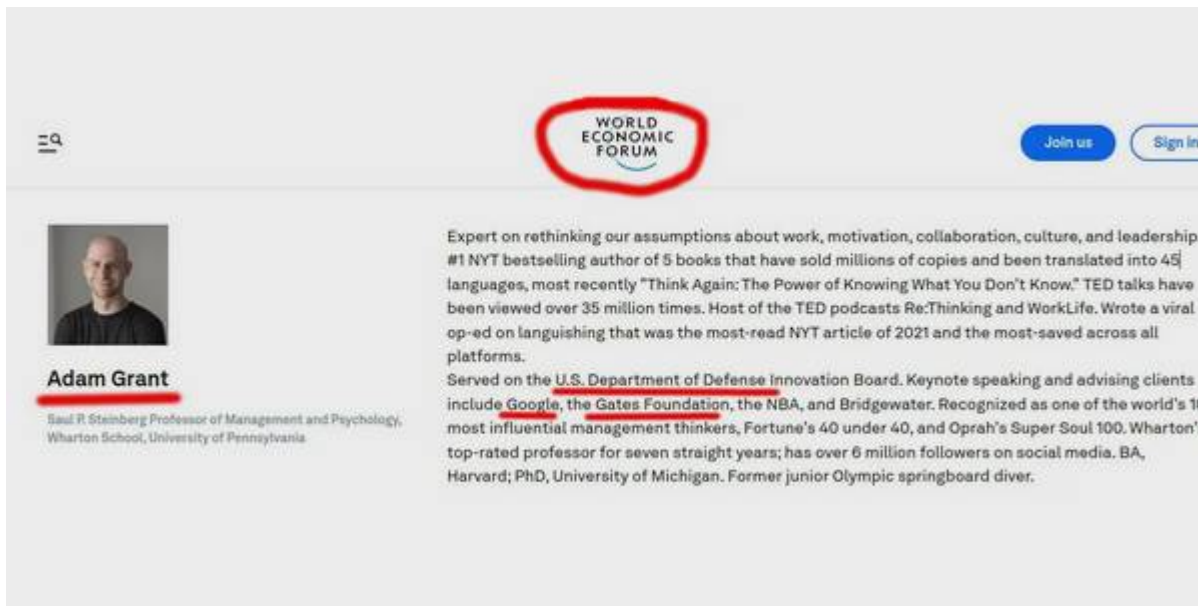 WORLD
ECONOMIC
FORUM
Join us
Sign in
Adam Grant
Saul P. Steinberg Professor of Management and Psychology,
Wharton School, University of Pennsylvania
Expert on rethinking our assumptions about work, motivation, collaboration, culture, and leadership
#1 NYT bestselling author of 5 books that have sold millions of copies and been translated into 45
languages, most recently "Think Again: The Power of Knowing What You Don't Know." TED talks have
been viewed over 35 million times. Host of the TED podcasts Re:Thinking and WorkLife. Wrote a viral
op-ed on languishing that was the most-read NYT article of 2021 and the most-saved across all
platforms.
Served on the U.S. Department of Defense Innovation Board. Keynote speaking and advising clients
include Google, the Gates Foundation, the NBA, and Bridgewater. Recognized as one of the world's
most influential management thinkers, Fortune's 40 under 40, and Oprah's Super Soul 100. Wharton'
top-rated professor for seven straight years; has over 6 million followers on social media. BA,
Harvard; PhD, University of Michigan. Former junior Olympic springboard diver.